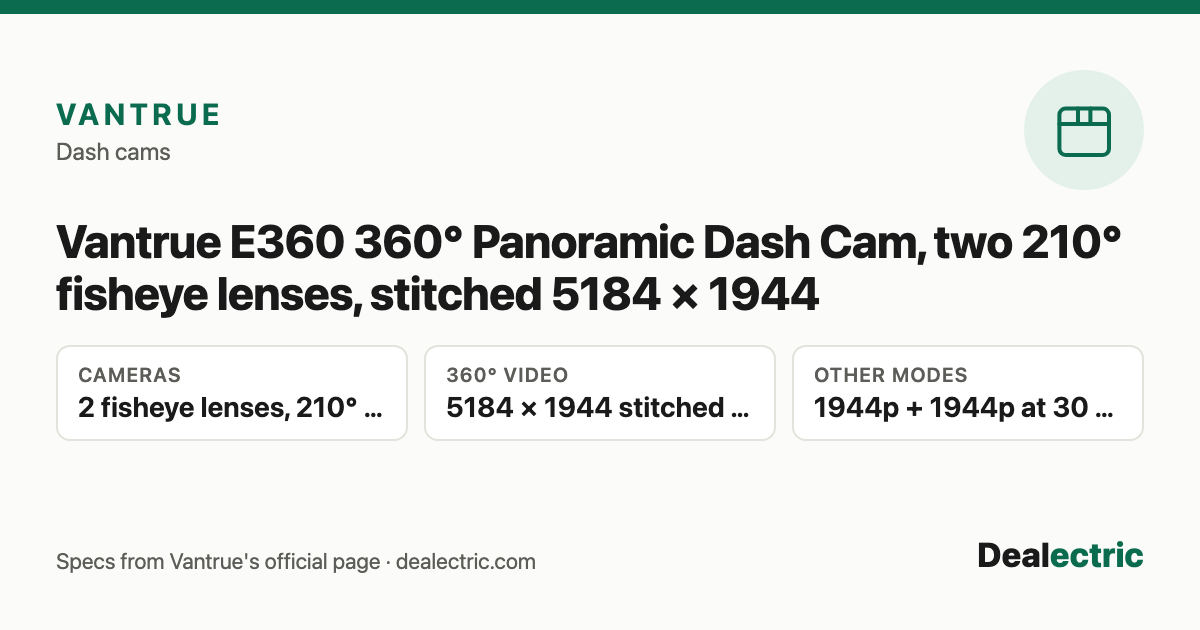 VANTRUE
Dash cams
Vantrue E360 360° Panoramic Dash Cam, two 210°
fisheye lenses, stitched 5184 × 1944
CAMERAS
2 fisheye lenses, 210° ...
360° VIDEO
5184 × 1944 stitched ...
OTHER MODES
1944p + 1944p at 30 ...
Specs from Vantrue's official page · dealectric.com
Dealectric